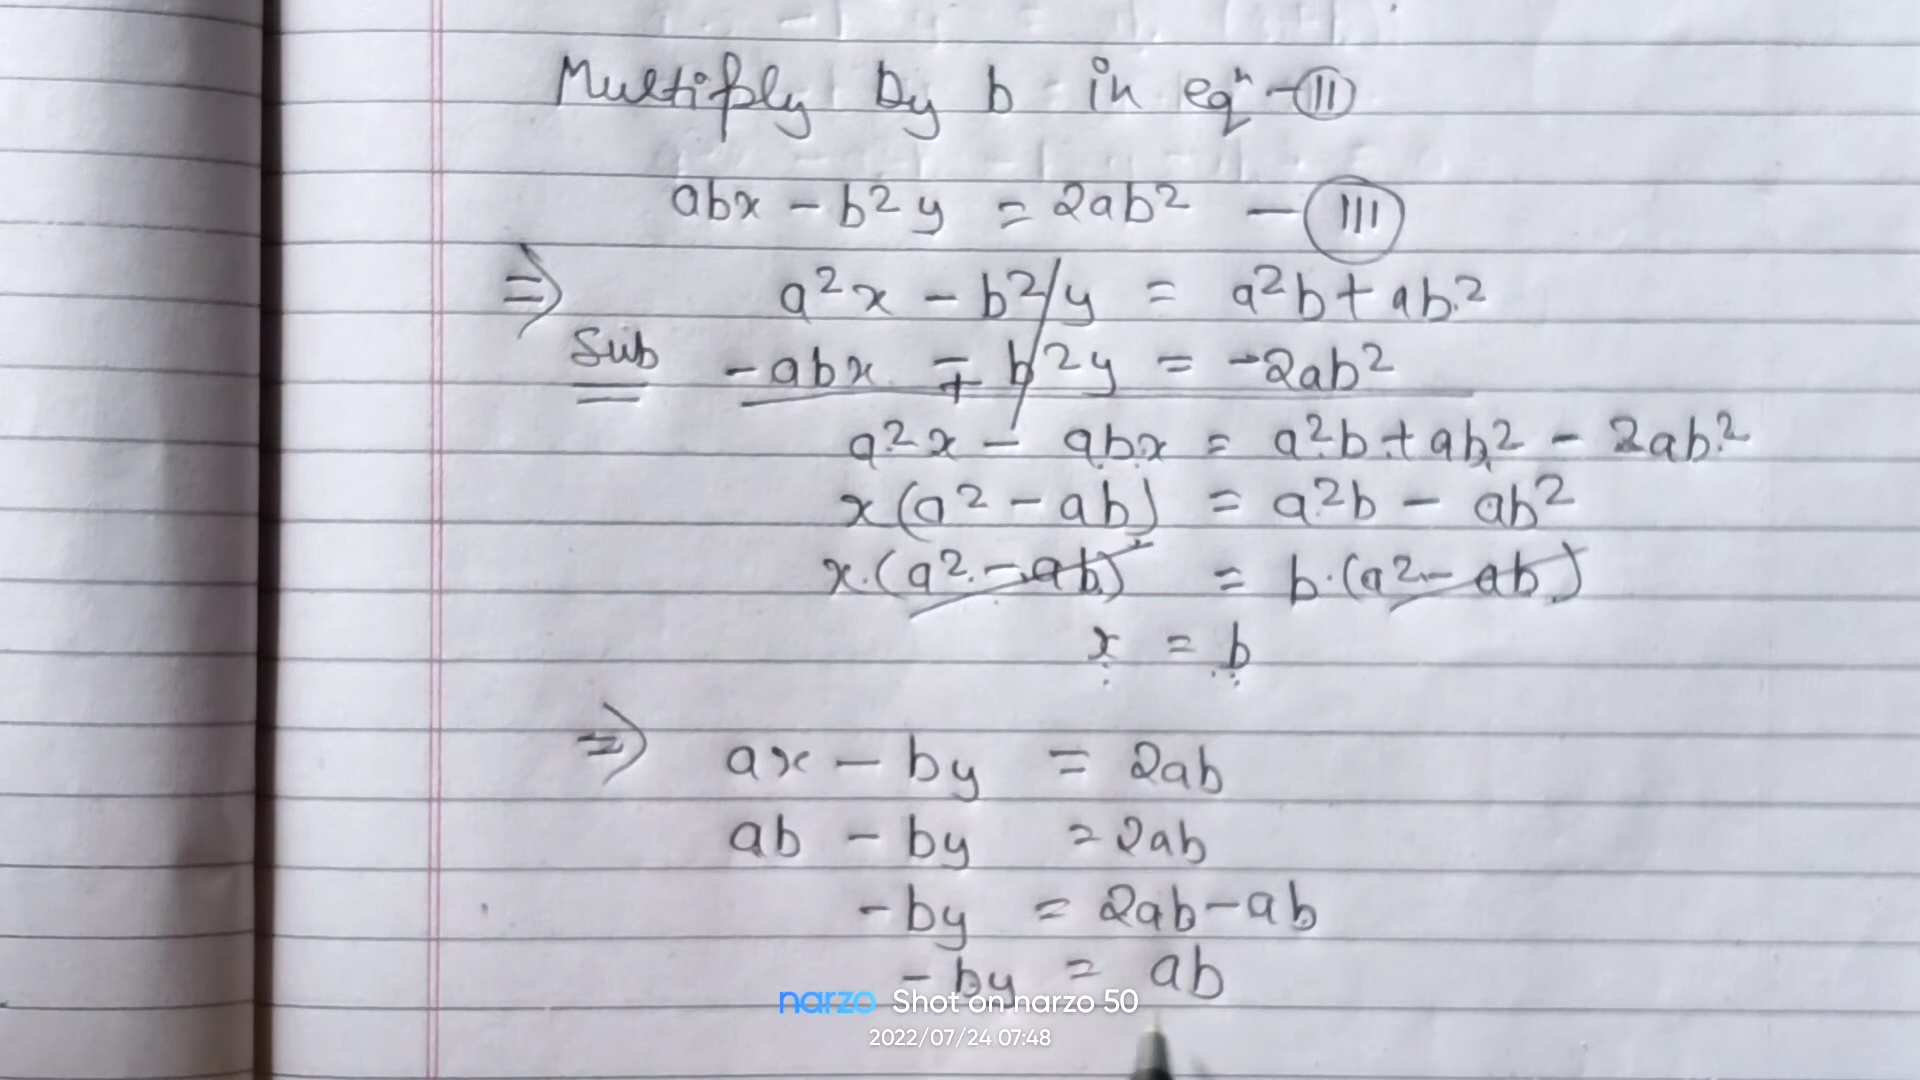 Multiply by b in eqⁿ - (II)
abx - b²y = 2ab² - (III)
⇒ a²x - b²y = a²b + ab²
Sub -abx ∓ b²y = -2ab²
a²x - abx = a²b + ab² - 2ab²
x(a² - ab) = a²b - ab²
x.(a² - ab) = b.(a² - ab)
x = b
⇒ ax - by = 2ab
ab - by = 2ab
-by = 2ab - ab
-by = ab
narzo Shot on narzo 50
2022/07/24 07:48